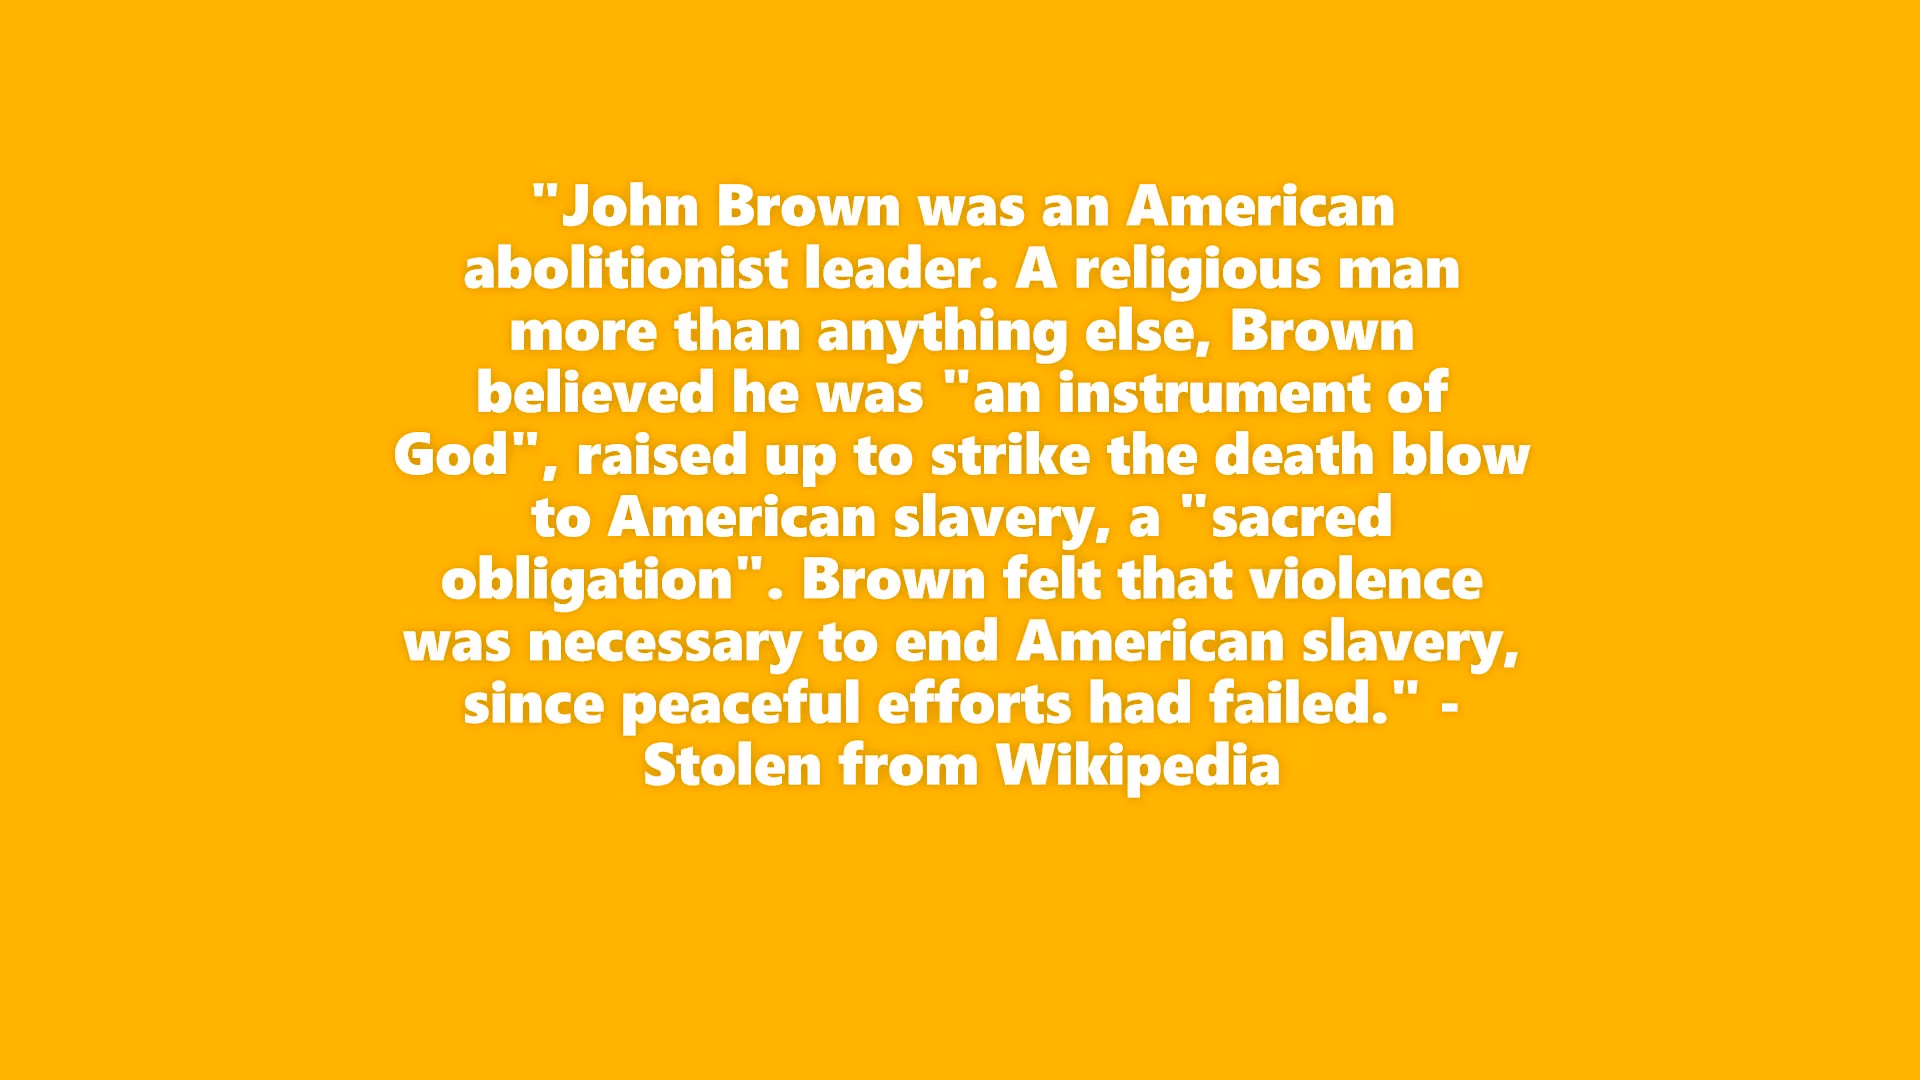 "John Brown was an American
abolitionist leader. A religious man
more than anything else, Brown
believed he was "an instrument of
God", raised up to strike the death blow
to American slavery, a "sacred
obligation". Brown felt that violence
was necessary to end American slavery,
since peaceful efforts had failed." -
Stolen from Wikipedia